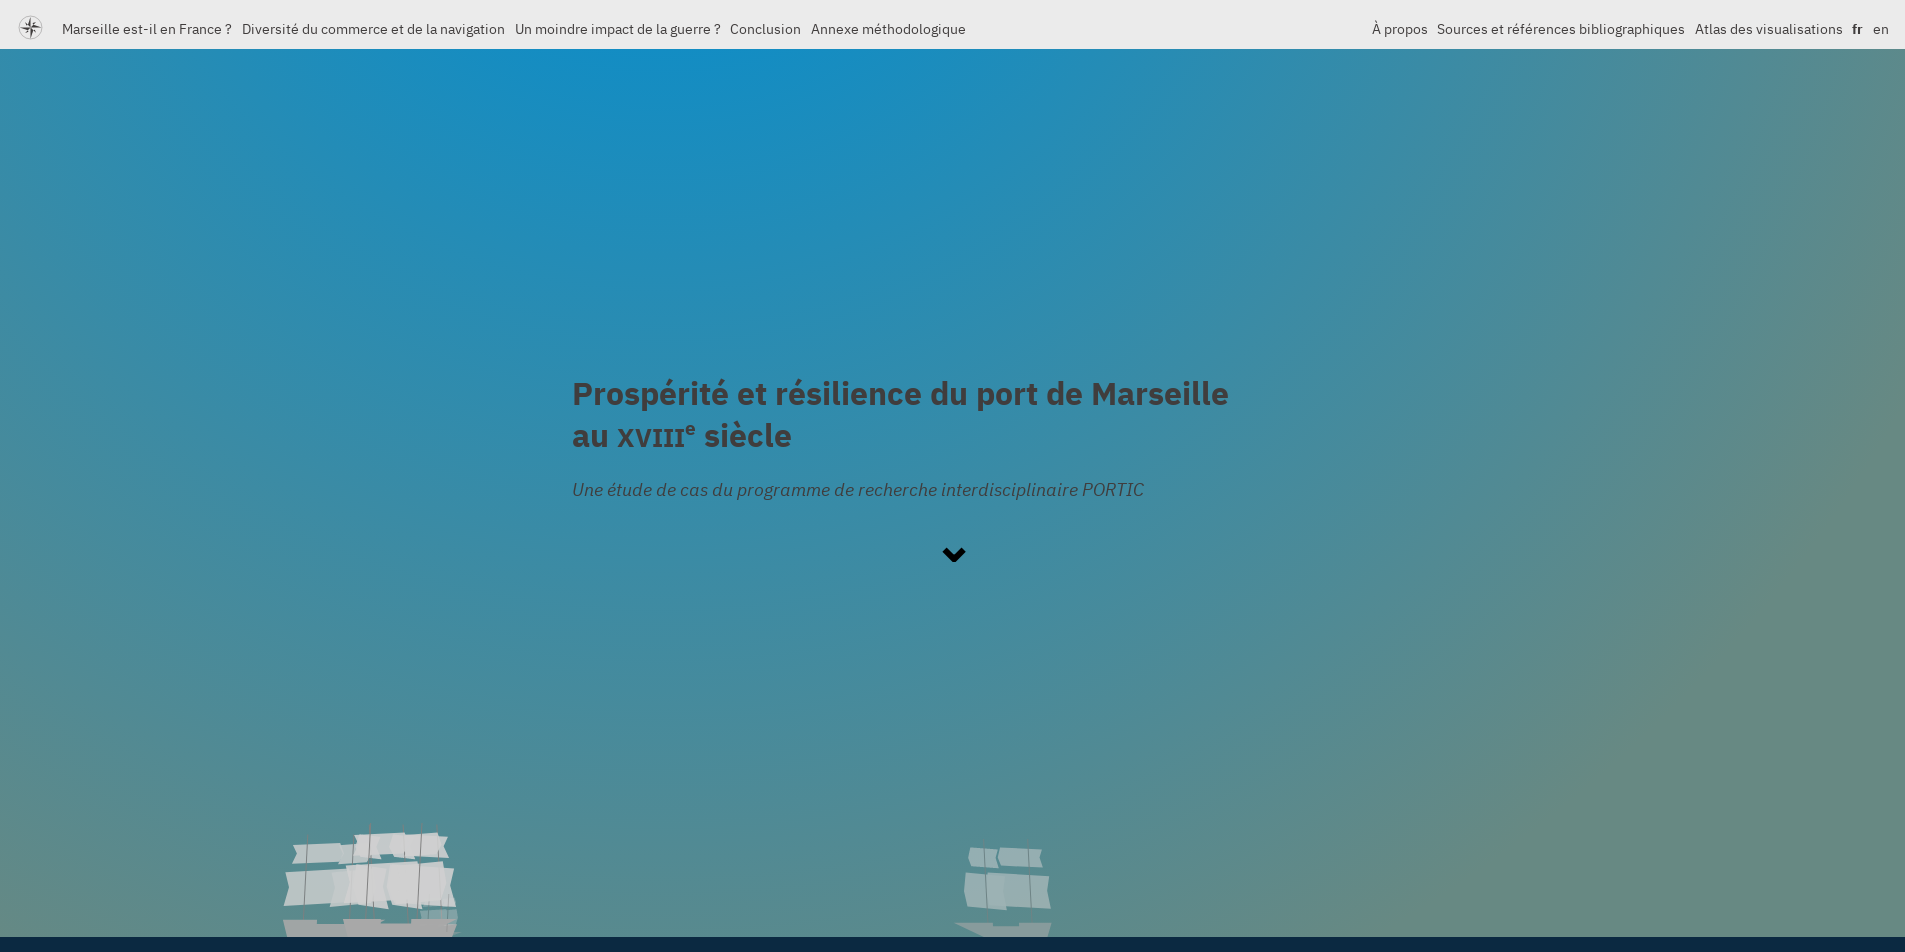 Marseille est-il en France ? Diversité du commerce et de la navigation Un moindre impact de la guerre ? Conclusion Annexe méthodologique À propos Sources et références bibliographiques Atlas des visualisations fr en
Prospérité et résilience du port de Marseille
au XVIIIe siècle
Une étude de cas du programme de recherche interdisciplinaire PORTIC